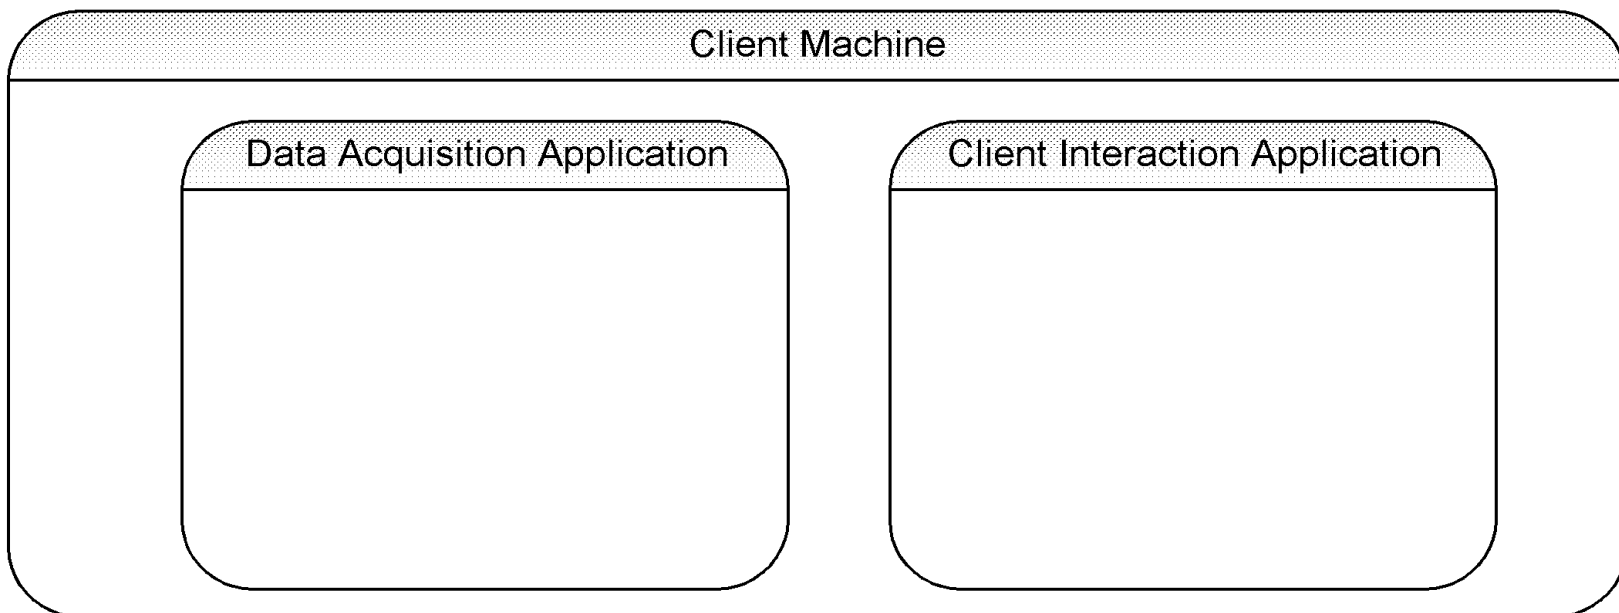 Client Machine
Data Acquisition Application
Client Interaction Application